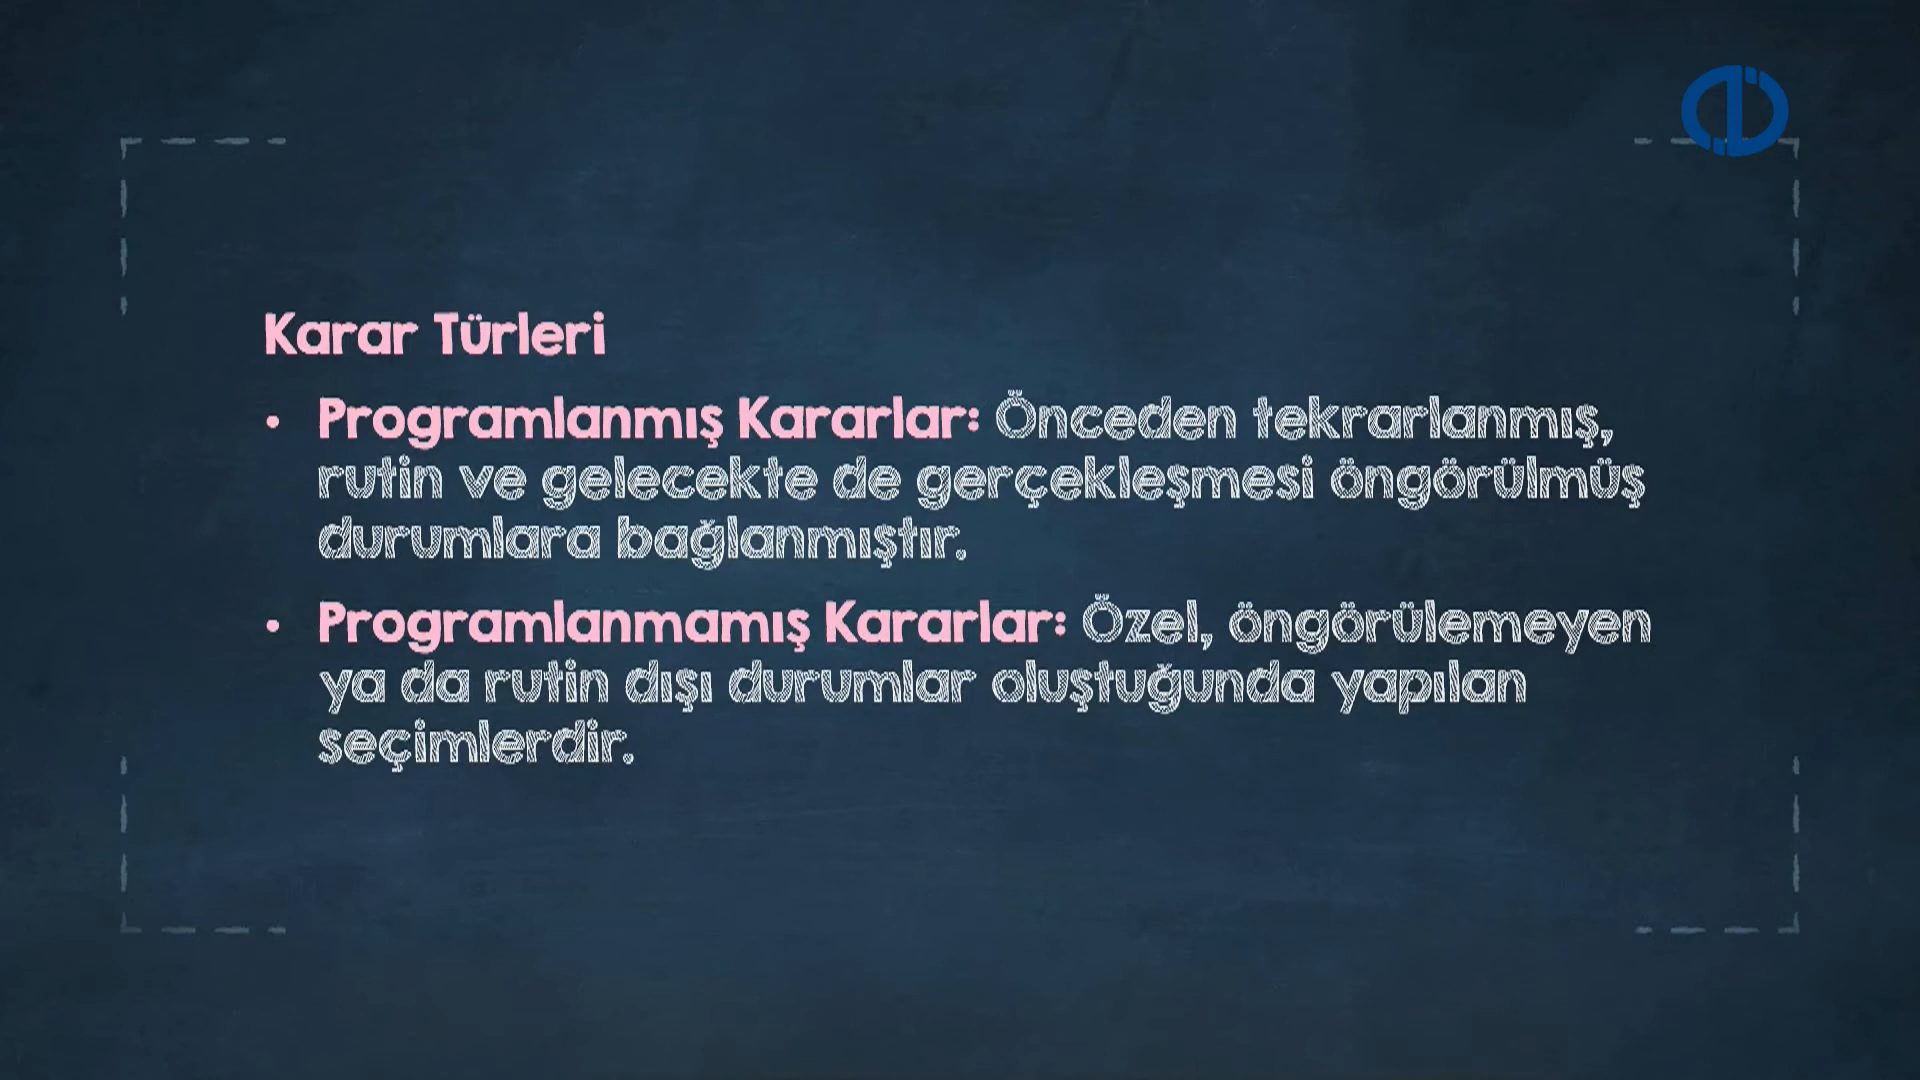 Karar Türleri
• Programlanmış Kararlar: Önceden tekrarlanmış,
rutin ve gelecekte de gerçekleşmesi öngörülmüş
durumlara bağlanmıştır.
• Programlanmamış Kararlar: Özel, öngörülemeyen
ya da rutin dışı durumlar oluştuğunda yapılan
seçimlerdir.